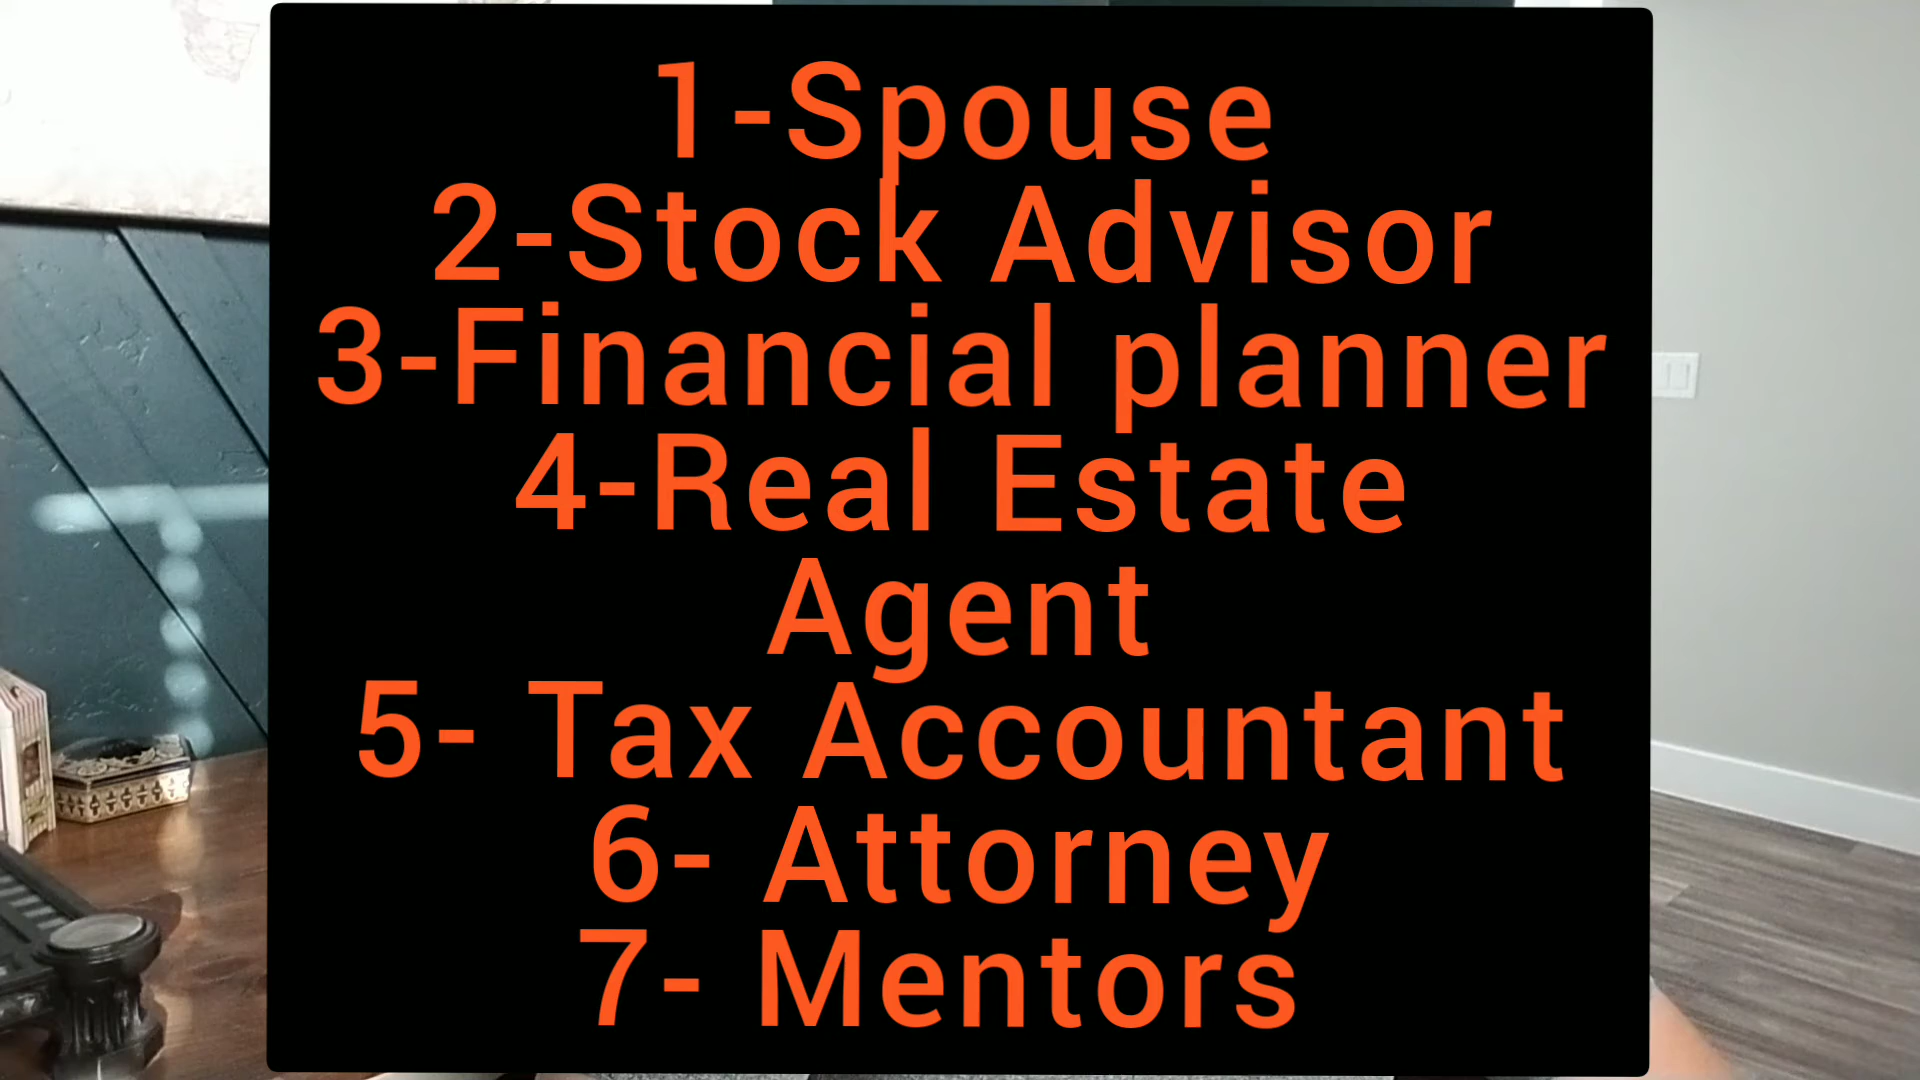 1-Spouse
2-Stock Advisor
3-Financial planner
4-Real Estate
Agent
5- Tax Accountant
6- Attorney
7- Mentors